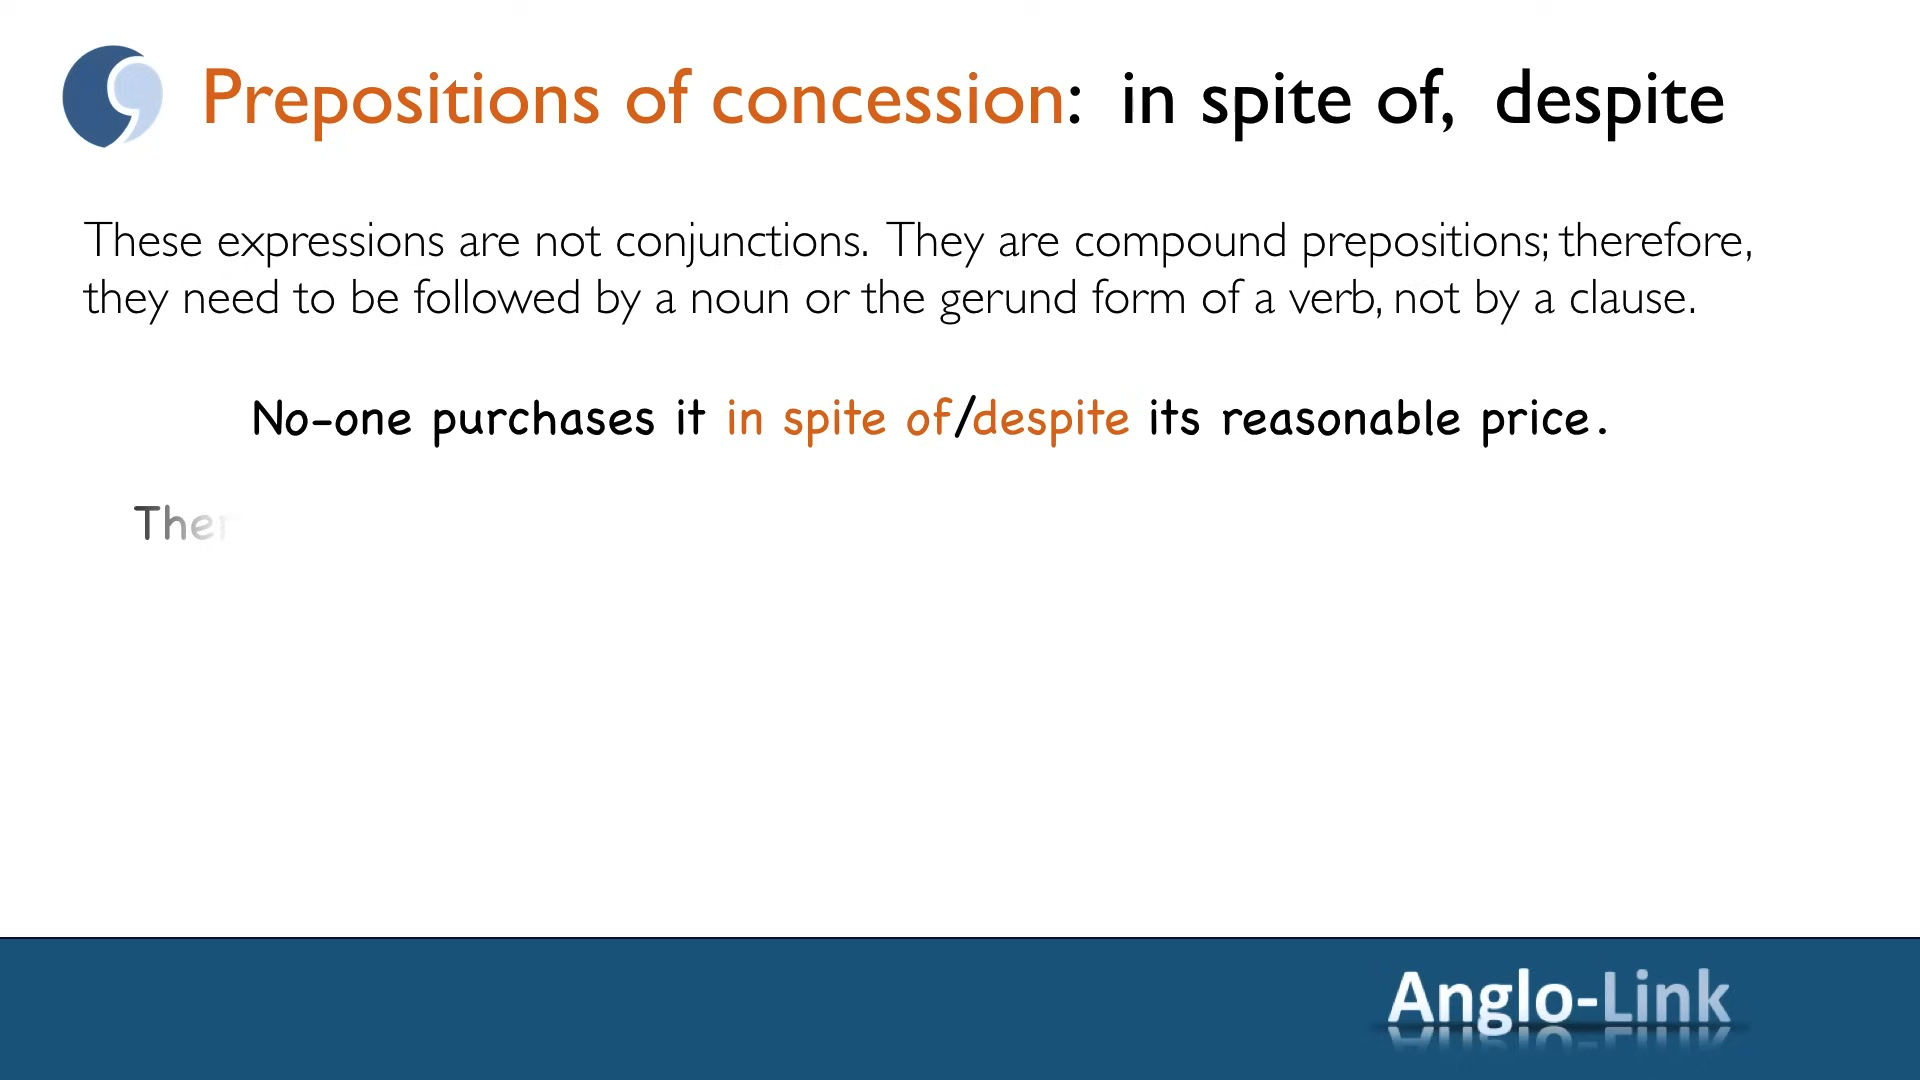 Prepositions of concession: in spite of, despite
These expressions are not conjunctions. They are compound prepositions; therefore,
they need to be followed by a noun or the gerund form of a verb, not by a clause.
No-one purchases it in spite of/despite its reasonable price.
Anglo-Link